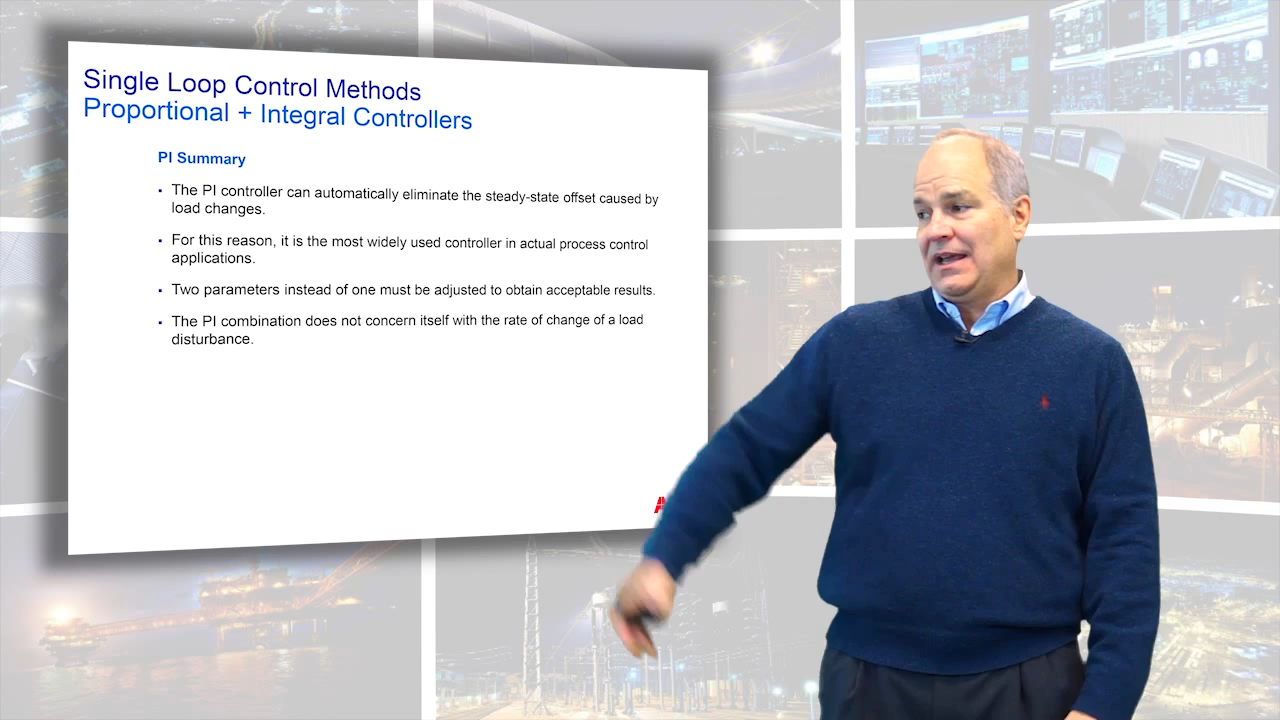 Single Loop Control Methods
Proportional + Integral Controllers
PI Summary
▪ The PI controller can automatically eliminate the steady-state offset caused by
load changes.
▪ For this reason, it is the most widely used controller in actual process control
applications.
▪ Two parameters instead of one must be adjusted to obtain acceptable results.
▪ The PI combination does not concern itself with the rate of change of a load
disturbance.